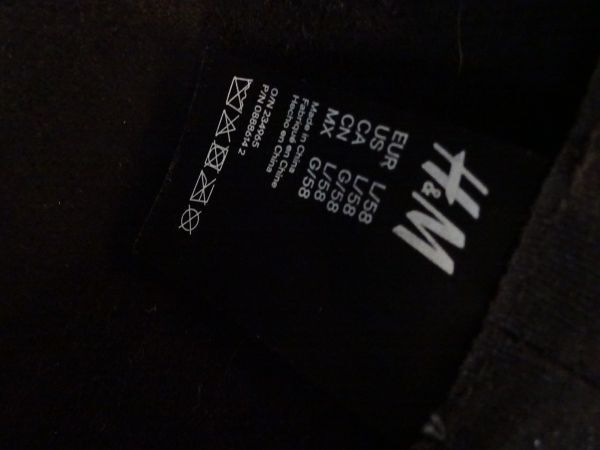 H&M
EUR L/58
US L/58
CA G/58
CN L/58
MX G/58
Made in China
Fabriqué en Chine
Hecho en China
O/N 234965
P/N 0888614 2